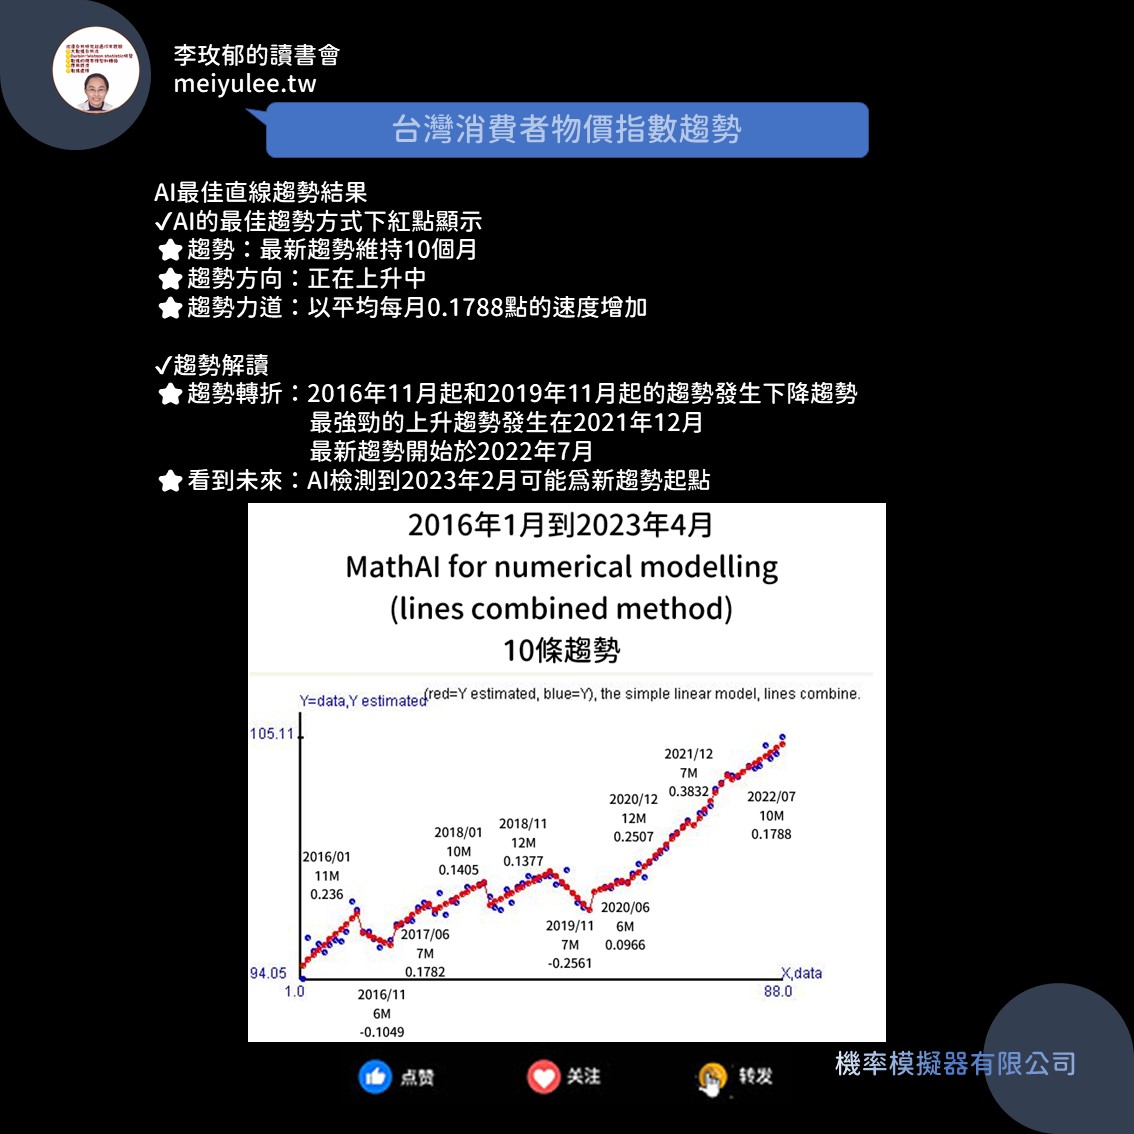 李玫郁的讀書會
meiyulee.tw
台灣消費者物價指數趨勢
AI最佳直線趨勢結果
✓AI的最佳趨勢方式下紅點顯示
★趨勢：最新趨勢維持10個月
★趨勢方向：正在上升中
★趨勢力道：以平均每月0.1788點的速度增加
✓趨勢解讀
★趨勢轉折：2016年11月起和2019年11月起的趨勢發生下降趨勢
最強勁的上升趨勢發生在2021年12月
最新趨勢開始於2022年7月
★看到未來：AI檢測到2023年2月可能為新趨勢起點
2016年1月到2023年4月
MathAI for numerical modelling
(lines combined method)
10條趨勢
Y=data,Y estimated
(red=Y estimated, blue=Y), the simple linear model, lines combine.
105.11
94.05
1.0
88.0
X,data
2016/01
11M
0.236
2016/11
6M
-0.1049
2017/06
7M
0.1782
2018/01
10M
0.1405
2018/11
12M
0.1377
2019/11
7M
-0.2561
2020/06
6M
0.0966
2020/12
12M
0.2507
2021/12
7M
0.3832
2022/07
10M
0.1788
機率模擬器有限公司
点赞
关注
转发